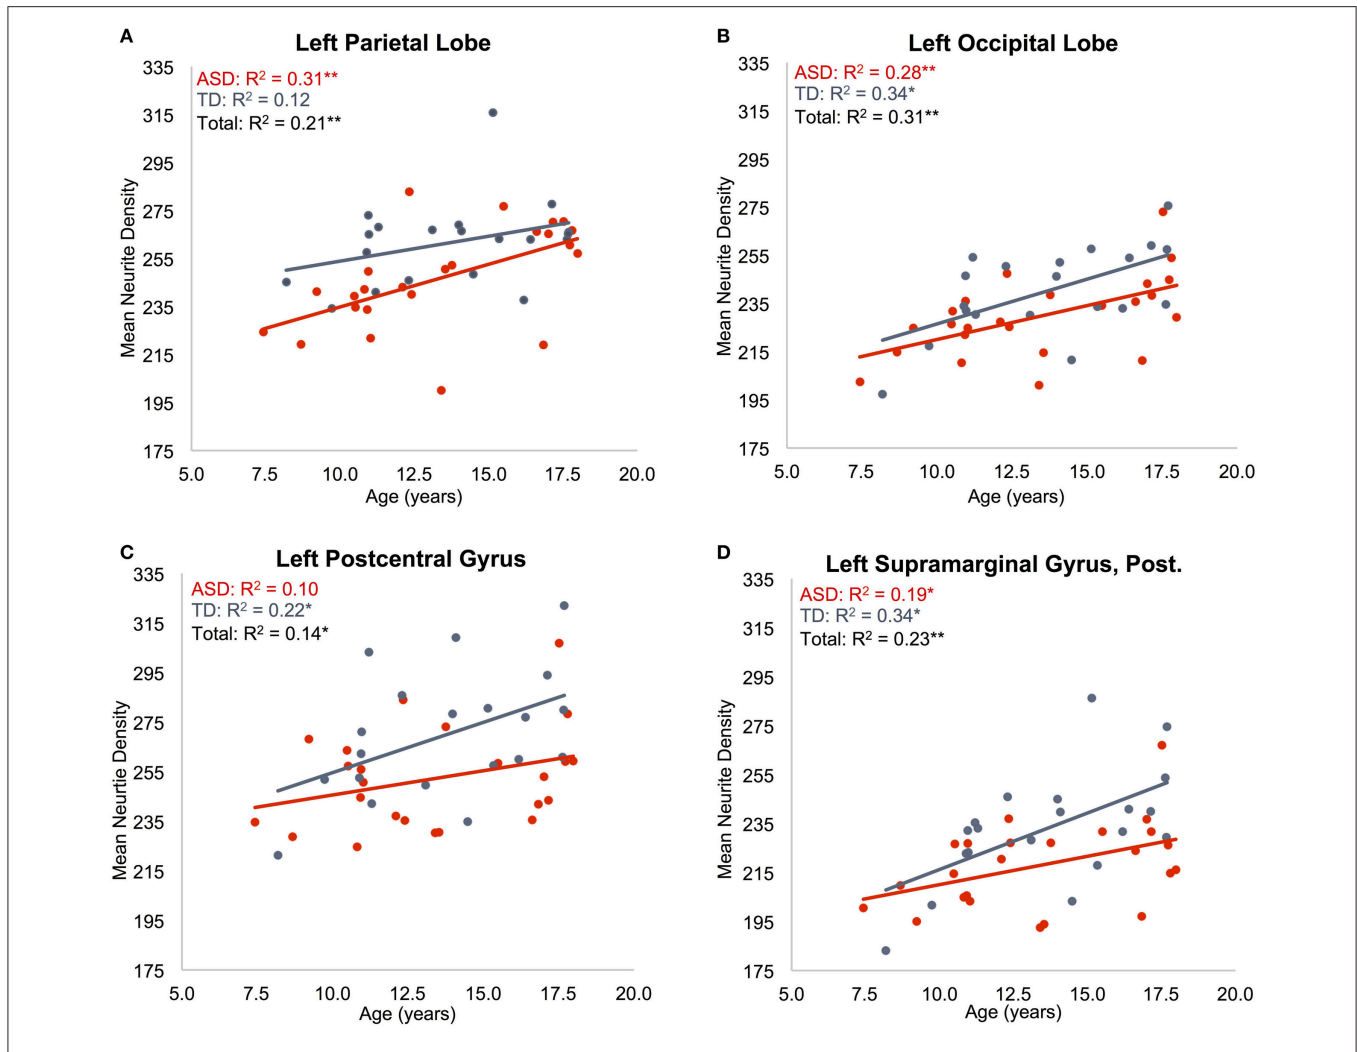 A
Left Parietal Lobe
ASD: R² = 0.31**
TD: R² = 0.12
Total: R² = 0.21**
335
315
295
275
255
235
215
195
175
Mean Neurite Density
5.0 7.5 10.0 12.5 15.0 17.5 20.0
Age (years)
B
Left Occipital Lobe
ASD: R² = 0.28**
TD: R² = 0.34*
Total: R² = 0.31**
335
315
295
275
255
235
215
195
175
Mean Neurite Density
5.0 7.5 10.0 12.5 15.0 17.5 20.0
Age (years)
C
Left Postcentral Gyrus
ASD: R² = 0.10
TD: R² = 0.22*
Total: R² = 0.14*
335
315
295
275
255
235
215
195
175
Mean Neurtie Density
5.0 7.5 10.0 12.5 15.0 17.5 20.0
Age (years)
D
Left Supramarginal Gyrus, Post.
ASD: R² = 0.19*
TD: R² = 0.34*
Total: R² = 0.23**
335
315
295
275
255
235
215
195
175
Mean Neurite Density
5.0 7.5 10.0 12.5 15.0 17.5 20.0
Age (years)